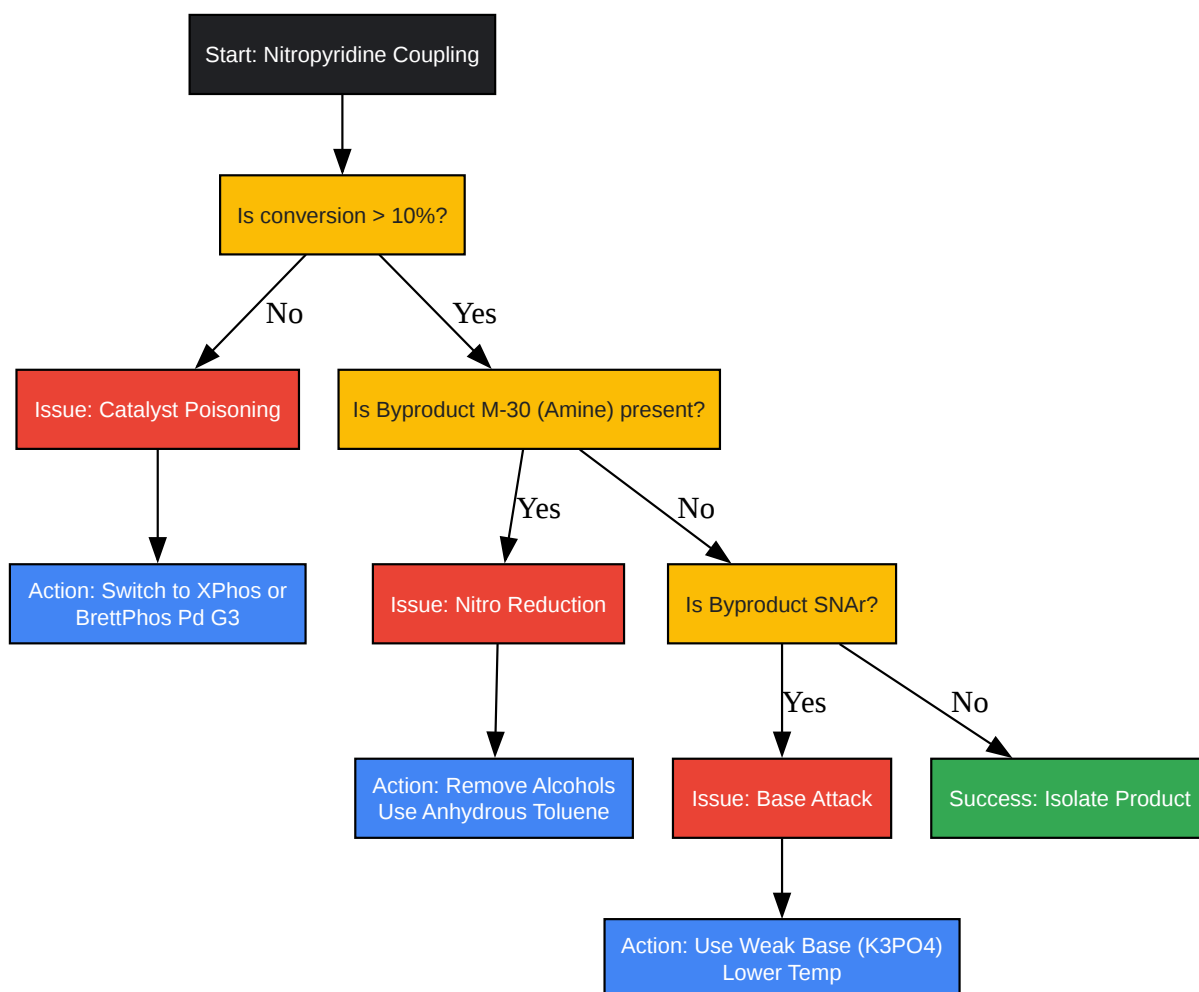 Start: Nitropyridine Coupling
Is conversion > 10%?
No
Yes
Issue: Catalyst Poisoning
Is Byproduct M-30 (Amine) present?
Yes
No
Action: Switch to XPhos or
BrettPhos Pd G3
Issue: Nitro Reduction
Is Byproduct SNAr?
Yes
No
Action: Remove Alcohols
Use Anhydrous Toluene
Issue: Base Attack
Success: Isolate Product
Action: Use Weak Base (K3PO4)
Lower Temp